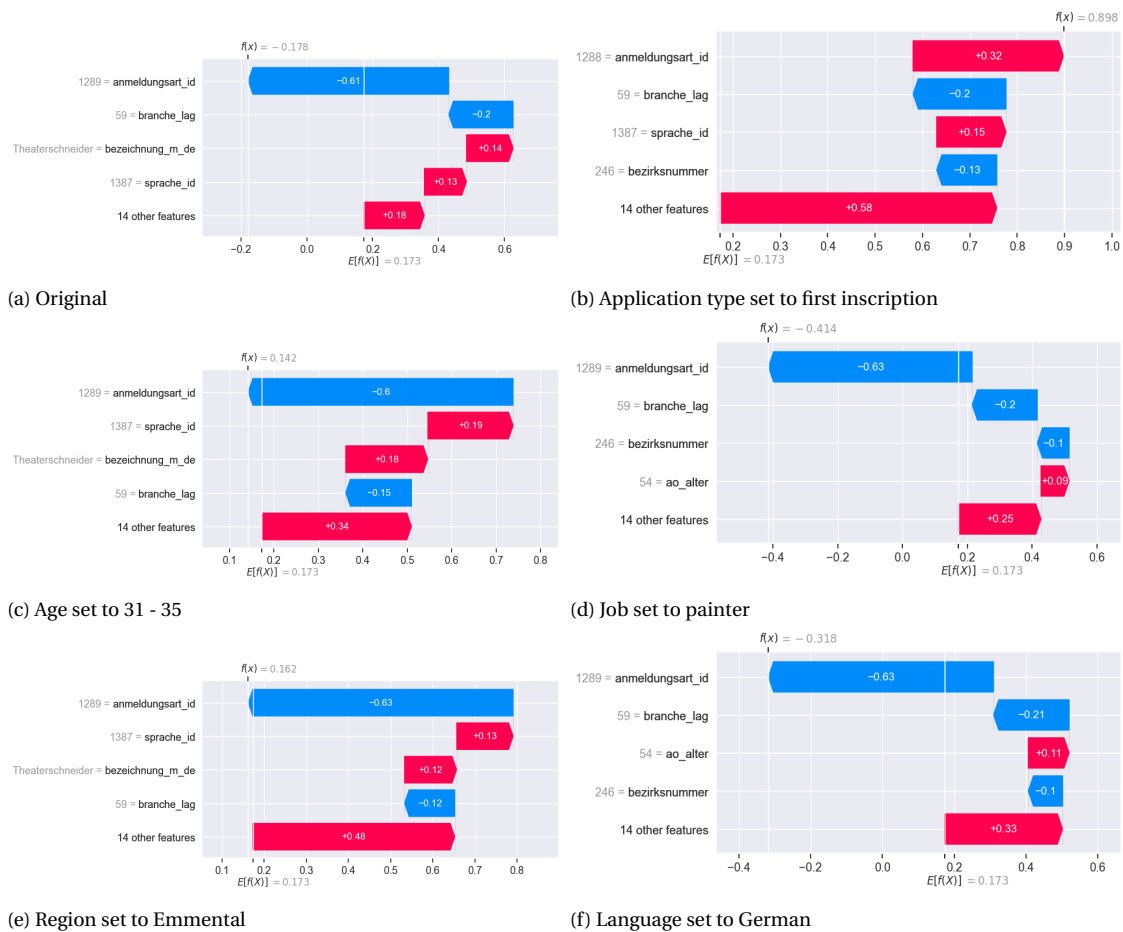 f(x) = −0.178
1289 = anmeldungsart_id
−0.61
59 = branche_lag
−0.2
Theaterschneider = bezeichnung_m_de
+0.14
1387 = sprache_id
+0.13
14 other features
+0.18
−0.2 0.0 0.2 0.4 0.6
E[f(X)] = 0.173
(a) Original
f(x) = 0.898
1288 = anmeldungsart_id
+0.32
59 = branche_lag
−0.2
1387 = sprache_id
+0.15
246 = bezirksnummer
−0.13
14 other features
+0.58
0.2 0.3 0.4 0.5 0.6 0.7 0.8 0.9 1.0
E[f(X)] = 0.173
(b) Application type set to first inscription
f(x) = 0.142
1289 = anmeldungsart_id
−0.6
1387 = sprache_id
+0.19
Theaterschneider = bezeichnung_m_de
+0.18
59 = branche_lag
−0.15
14 other features
+0.34
0.1 0.2 0.3 0.4 0.5 0.6 0.7 0.8
E[f(X)] = 0.173
(c) Age set to 31 - 35
f(x) = −0.414
1289 = anmeldungsart_id
−0.63
59 = branche_lag
−0.2
246 = bezirksnummer
−0.1
54 = ao_alter
+0.09
14 other features
+0.25
−0.4 −0.2 0.0 0.2 0.4 0.6
E[f(X)] = 0.173
(d) Job set to painter
f(x) = 0.162
1289 = anmeldungsart_id
−0.63
1387 = sprache_id
+0.13
Theaterschneider = bezeichnung_m_de
+0.12
59 = branche_lag
−0.12
14 other features
+0.48
0.1 0.2 0.3 0.4 0.5 0.6 0.7 0.8
E[f(X)] = 0.173
(e) Region set to Emmental
f(x) = −0.318
1289 = anmeldungsart_id
−0.63
59 = branche_lag
−0.21
54 = ao_alter
+0.11
246 = bezirksnummer
−0.1
14 other features
+0.33
−0.4 −0.2 0.0 0.2 0.4 0.6
E[f(X)] = 0.173
(f) Language set to German